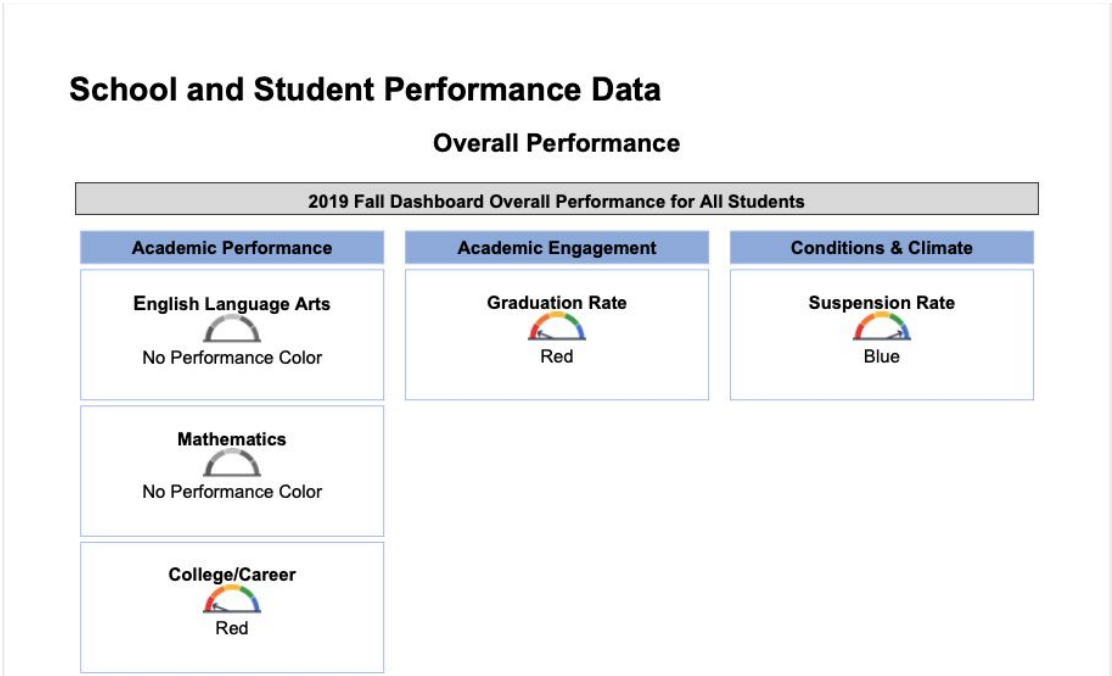 School and Student Performance Data
Overall Performance
2019 Fall Dashboard Overall Performance for All Students
Academic Performance
English Language Arts
No Performance Color
Mathematics
No Performance Color
College/Career
Red
Academic Engagement
Graduation Rate
Red
Conditions & Climate
Suspension Rate
Blue